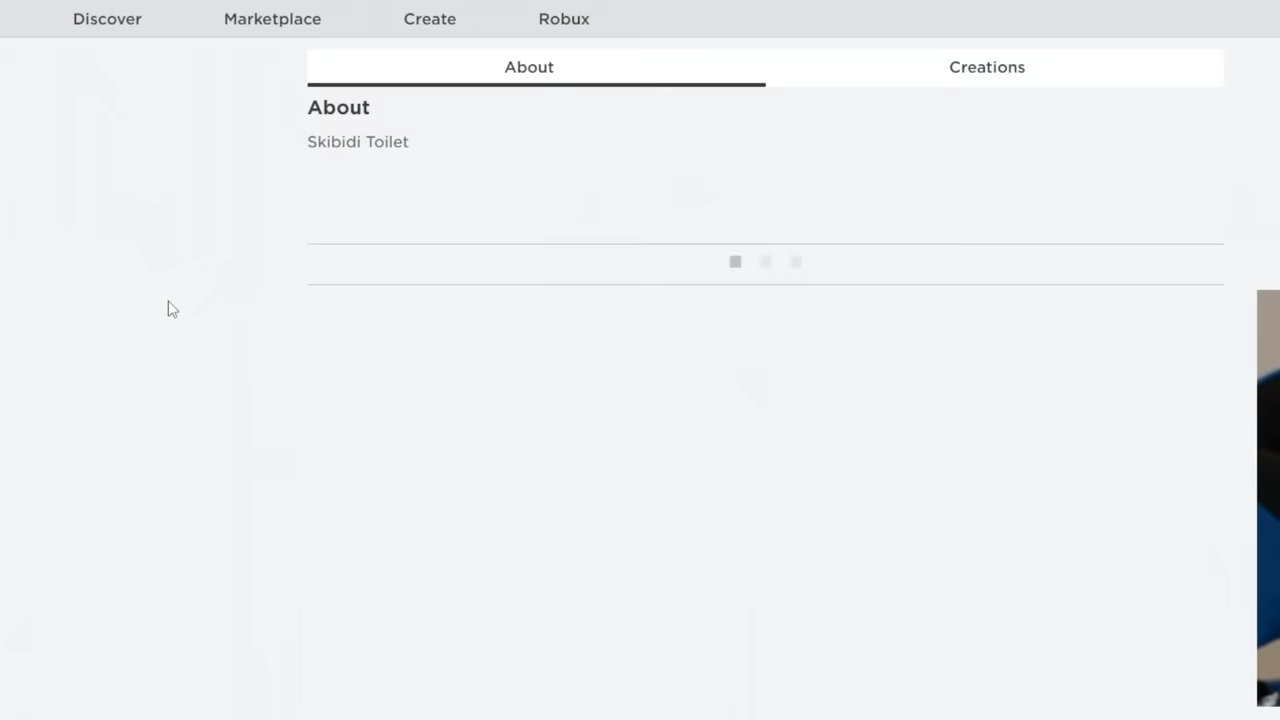 Discover Marketplace Create Robux
About Creations
About
Skibidi Toilet